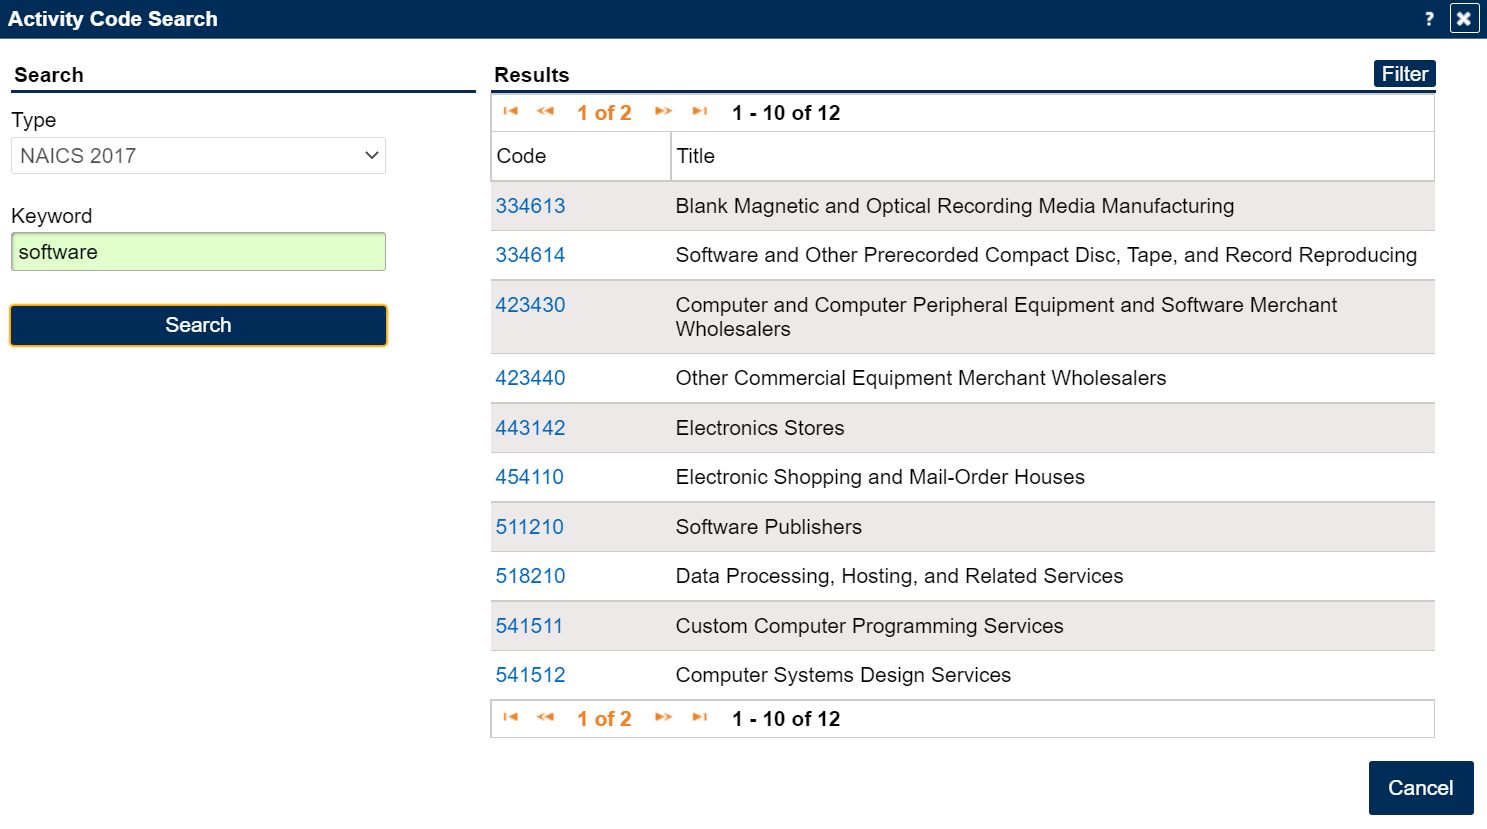 Activity Code Search
?
Search
Type
NAICS 2017
Keyword
software
Search
Results
Filter
1 of 2 1 - 10 of 12
Code Title
334613 Blank Magnetic and Optical Recording Media Manufacturing
334614 Software and Other Prerecorded Compact Disc, Tape, and Record Reproducing
423430 Computer and Computer Peripheral Equipment and Software Merchant
Wholesalers
423440 Other Commercial Equipment Merchant Wholesalers
443142 Electronics Stores
454110 Electronic Shopping and Mail-Order Houses
511210 Software Publishers
518210 Data Processing, Hosting, and Related Services
541511 Custom Computer Programming Services
541512 Computer Systems Design Services
1 of 2 1 - 10 of 12
Cancel